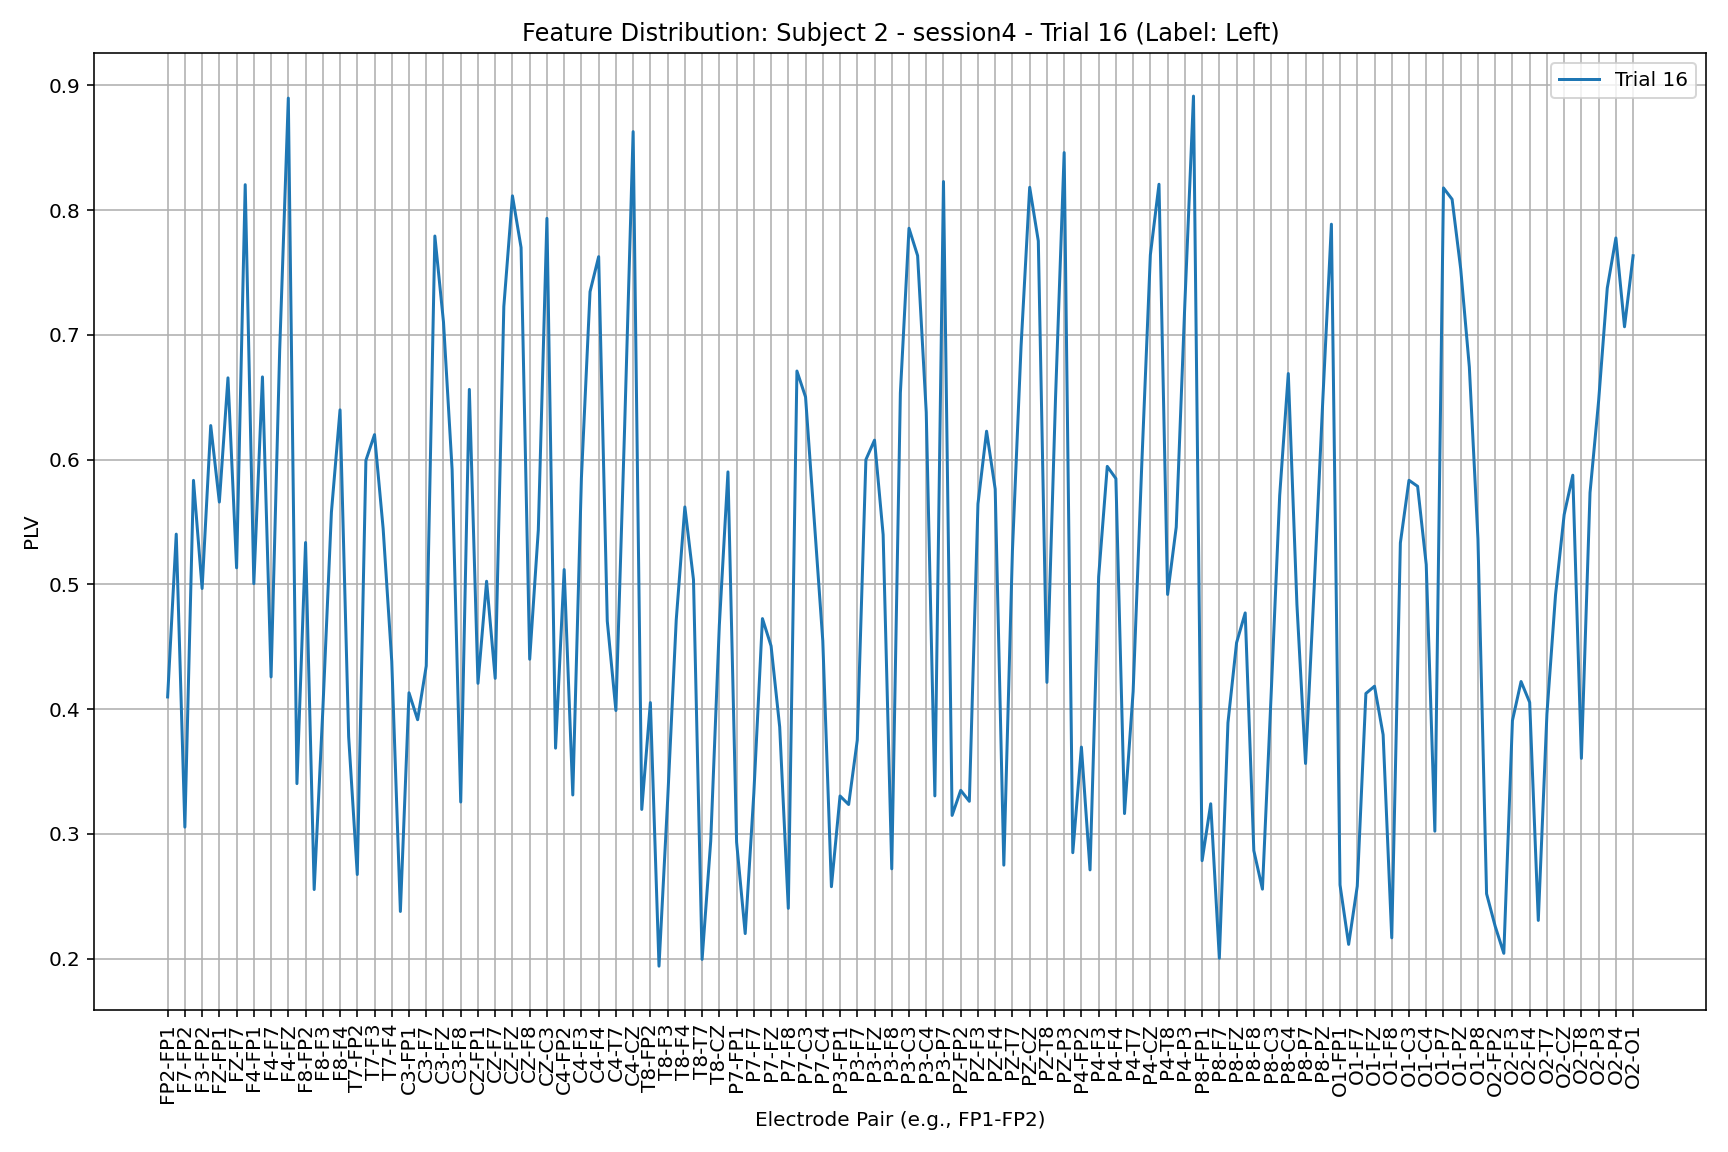 Feature Distribution: Subject 2 - session4 - Trial 16 (Label: Left)
Trial 16
PLV
0.9
0.8
0.7
0.6
0.5
0.4
0.3
0.2
FP2-FP1
F7-FP2
F3-FP2
FZ-FP1
FZ-F7
F4-FP1
F4-F7
F4-FZ
F8-FP2
F8-F3
F8-F4
T7-FP2
T7-F3
T7-F4
C3-FP1
C3-F7
C3-FZ
C3-F8
CZ-FP1
CZ-F7
CZ-FZ
CZ-F8
CZ-C3
C4-FP2
C4-F3
C4-F4
C4-T7
C4-CZ
T8-FP2
T8-F3
T8-F4
T8-T7
T8-CZ
P7-FP1
P7-F7
P7-FZ
P7-F8
P7-C3
P7-C4
P3-FP1
P3-F7
P3-FZ
P3-F8
P3-C3
P3-C4
P3-P7
PZ-FP2
PZ-F3
PZ-F4
PZ-T7
PZ-CZ
PZ-T8
PZ-P3
P4-FP2
P4-F3
P4-F4
P4-T7
P4-CZ
P4-T8
P4-P3
P8-FP1
P8-F7
P8-FZ
P8-F8
P8-C3
P8-C4
P8-P7
P8-PZ
O1-FP1
O1-F7
O1-FZ
O1-F8
O1-C3
O1-C4
O1-P7
O1-PZ
O1-P8
O2-FP2
O2-F3
O2-F4
O2-T7
O2-CZ
O2-T8
O2-P3
O2-P4
O2-O1
Electrode Pair (e.g., FP1-FP2)